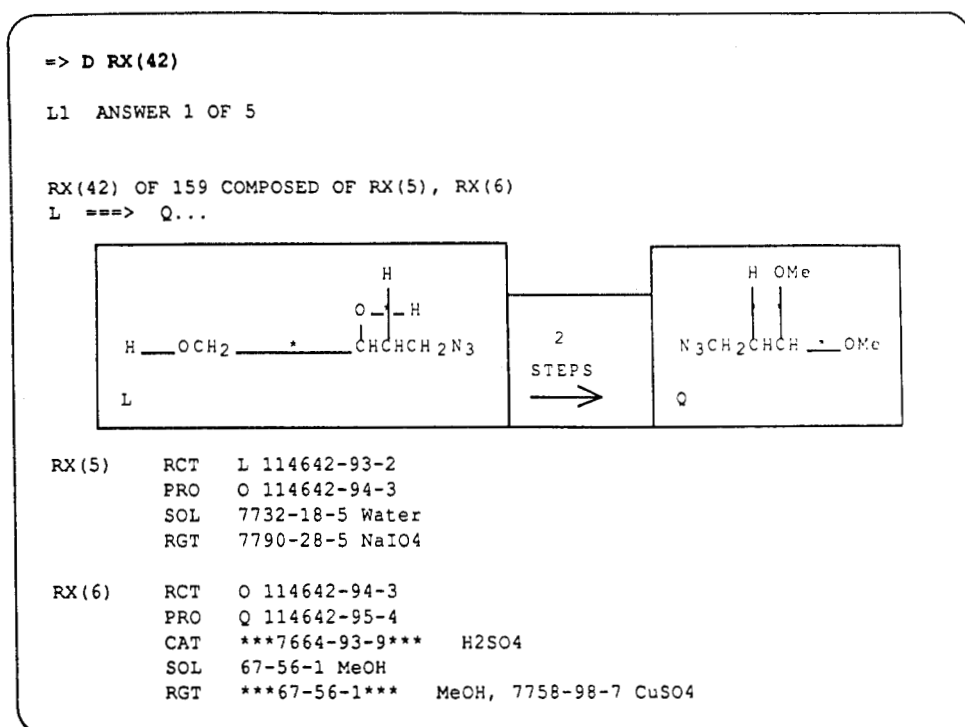 => D RX(42)
L1 ANSWER 1 OF 5
RX(42) OF 159 COMPOSED OF RX(5), RX(6)
L ===> Q...
H
O * H
H OCH2 * CHCHCH2N3
L
2
STEPS
H OMe
N3CH2CHCH * OMe
Q
RX(5) RCT L 114642-93-2
PRO O 114642-94-3
SOL 7732-18-5 Water
RGT 7790-28-5 NaIO4
RX(6) RCT O 114642-94-3
PRO Q 114642-95-4
CAT ***7664-93-9*** H2SO4
SOL 67-56-1 MeOH
RGT ***67-56-1*** MeOH, 7758-98-7 CuSO4